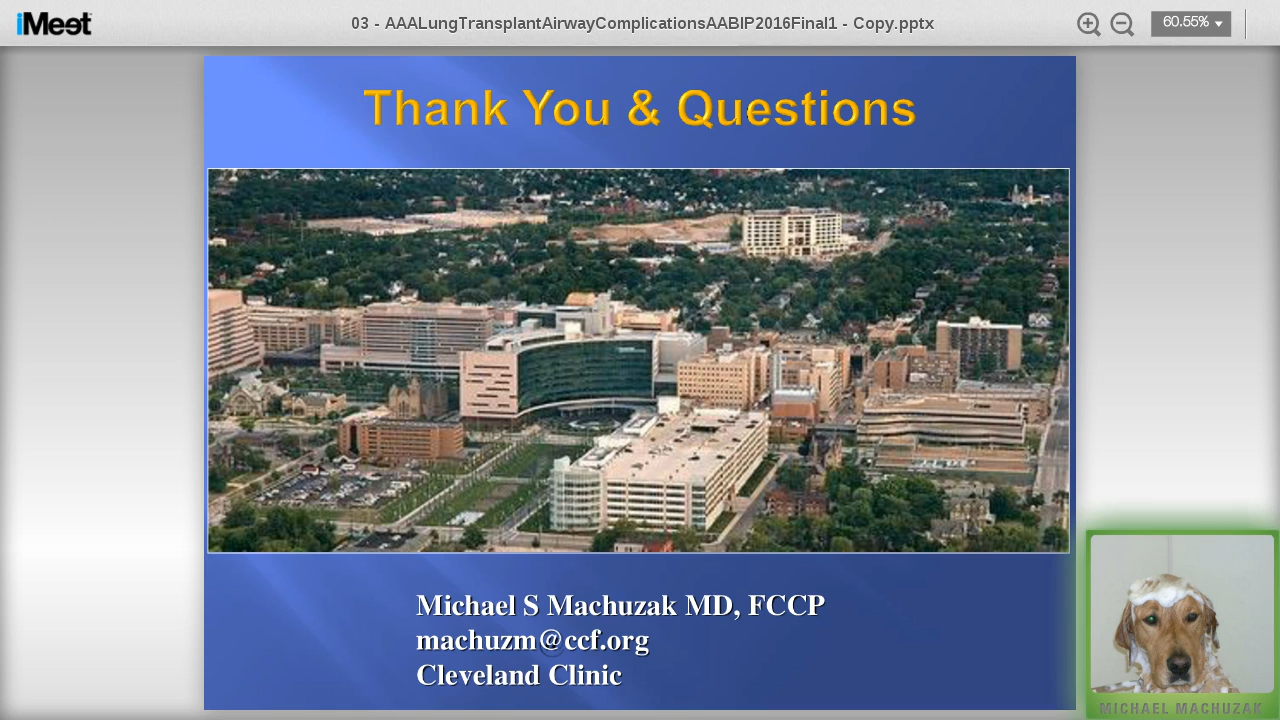 iMeet
03 - AAALungTransplantAirwayComplicationsAABIP2016Final1 - Copy.pptx
60.55%
Thank You & Questions
Michael S Machuzak MD, FCCP
machuzm@ccf.org
Cleveland Clinic
MICHAEL MACHUZAK